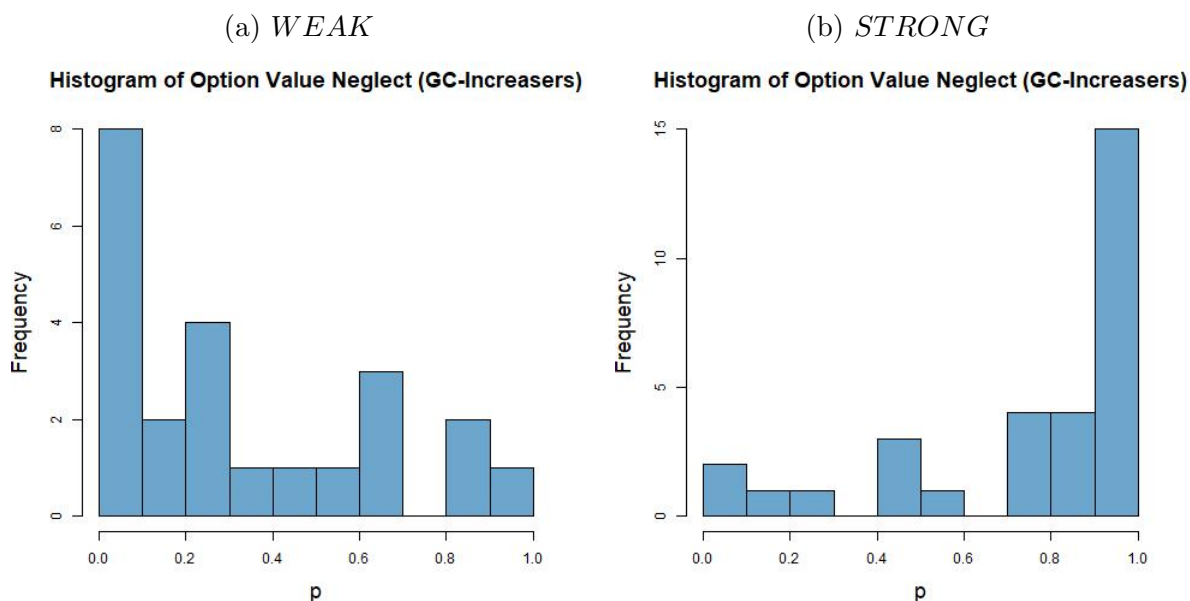 (a) WEAK
Histogram of Option Value Neglect (GC-Increasers)
Frequency
8
6
4
2
0
0.0 0.2 0.4 0.6 0.8 1.0
p
(b) STRONG
Histogram of Option Value Neglect (GC-Increasers)
Frequency
15
10
5
0
0.0 0.2 0.4 0.6 0.8 1.0
p